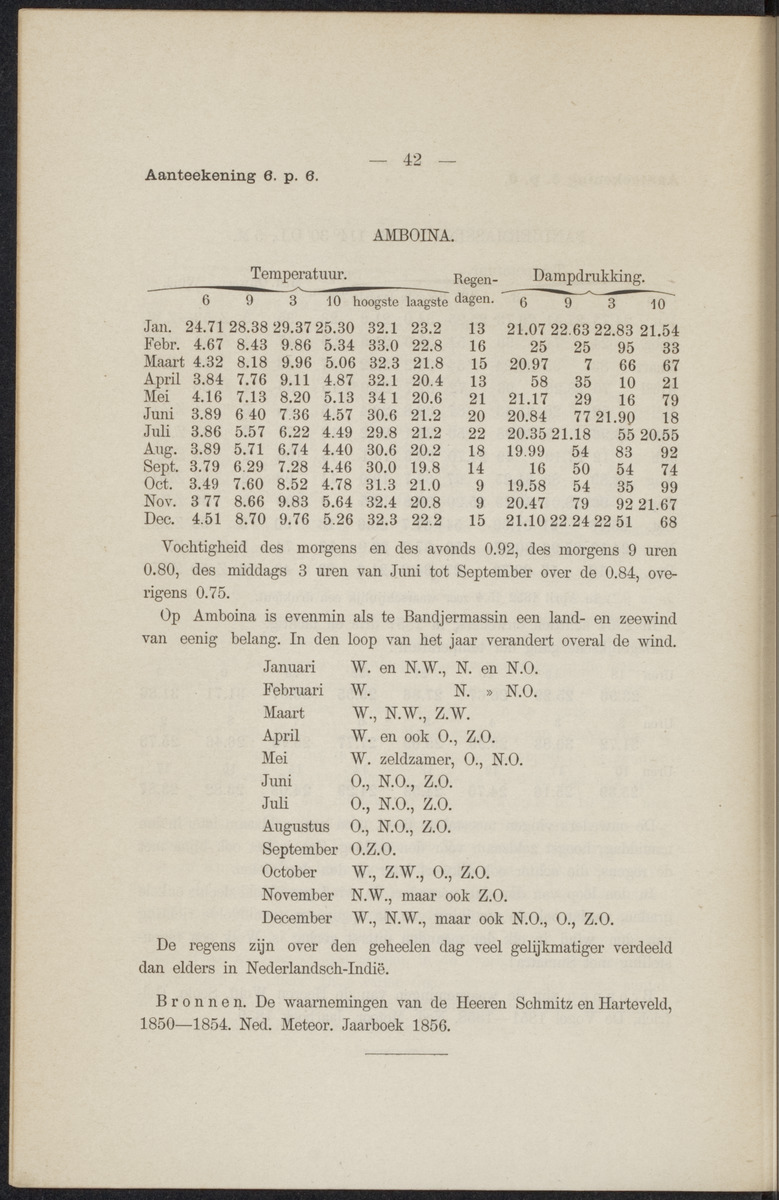 — 42 —
Aanteekening 6. p. 6.
AMBOINA.
Temperatuur. Regen- Dampdrukking.
6 9 3 10 hoogste laagste dagen. 6 9 3 10
Jan. 24.71 28.38 29.37 25.30 32.1 23.2 13 21.07 22.63 22.83 21.54
Febr. 4.67 8.43 9.86 5.34 33.0 22.8 16 25 25 95 33
Maart 4.32 8.18 9.96 5.06 32.3 21.8 15 20.97 7 66 67
April 3.84 7.76 9.11 4.87 32.1 20.4 13 58 35 10 21
Mei 4.16 7.13 8.20 5.13 34 1 20.6 21 21.17 29 16 79
Juni 3.89 6 40 7.36 4.57 30.6 21.2 20 20.84 77 21.90 18
Juli 3.86 5.57 6.22 4.49 29.8 21.2 22 20.35 21.18 55 20.55
Aug. 3.89 5.71 6.74 4.40 30.6 20.2 18 19.99 54 83 92
Sept. 3.79 6 29 7.28 4.46 30.0 19.8 14 16 50 54 74
Oct. 3.49 7.60 8.52 4.78 31.3 21.0 9 19.58 54 35 99
Nov. 3 77 8.66 9.83 5.64 32.4 20.8 9 20.47 79 92 21.67
Dec. 4.51 8.70 9.76 5.26 32.3 22.2 15 21.10 22.24 22 51 68
Vochtigheid des morgens en des avonds 0.92, des morgens 9 uren
0.80, des middags 3 uren van Juni tot September over de 0.84, ove-
rigens 0.75.
Op Amboina is evenmin als te Bandjermassin een land- en zeewind
van eenig belang. In den loop van het jaar verandert overal de wind.
Januari W. en N.W., N. en N.O.
Februari W. N. » N.O.
Maart W., N.W., Z.W.
April W. en ook O., Z.O.
Mei W. zeldzamer, O., N.O.
Juni O., N.O., Z.O.
Juli O., N.O., Z.O.
Augustus O., N.O., Z.O.
September O.Z.O.
October W., Z.W., O., Z.O.
November N.W., maar ook Z.O.
December W., N.W., maar ook N.O., O., Z.O.
De regens zijn over den geheelen dag veel gelijkmatiger verdeeld
dan elders in Nederlandsch-Indië.
Bronnen. De waarnemingen van de Heeren Schmitz en Harteveld,
1850—1854. Ned. Meteor. Jaarboek 1856.